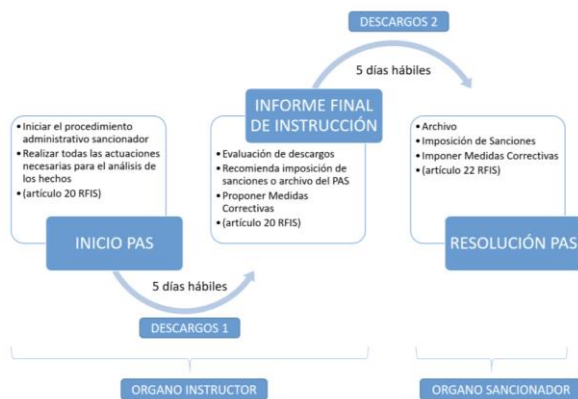 DESCARGOS 2
5 días hábiles
• Iniciar el procedimiento
administrativo sancionador
• Realizar todas las actuaciones
necesarias para el análisis de
los hechos
• (artículo 20 RFIS)
INICIO PAS
INFORME FINAL
DE INSTRUCCIÓN
• Evaluación de descargos
• Recomienda imposición de
sanciones o archivo del PAS
• Proponer Medidas
Correctivas
• (artículo 20 RFIS)
• Archivo
• Imposición de Sanciones
• Imponer Medidas Correctivas
• (artículo 22 RFIS)
RESOLUCIÓN PAS
5 días hábiles
DESCARGOS 1
ORGANO INSTRUCTOR
ORGANO SANCIONADOR